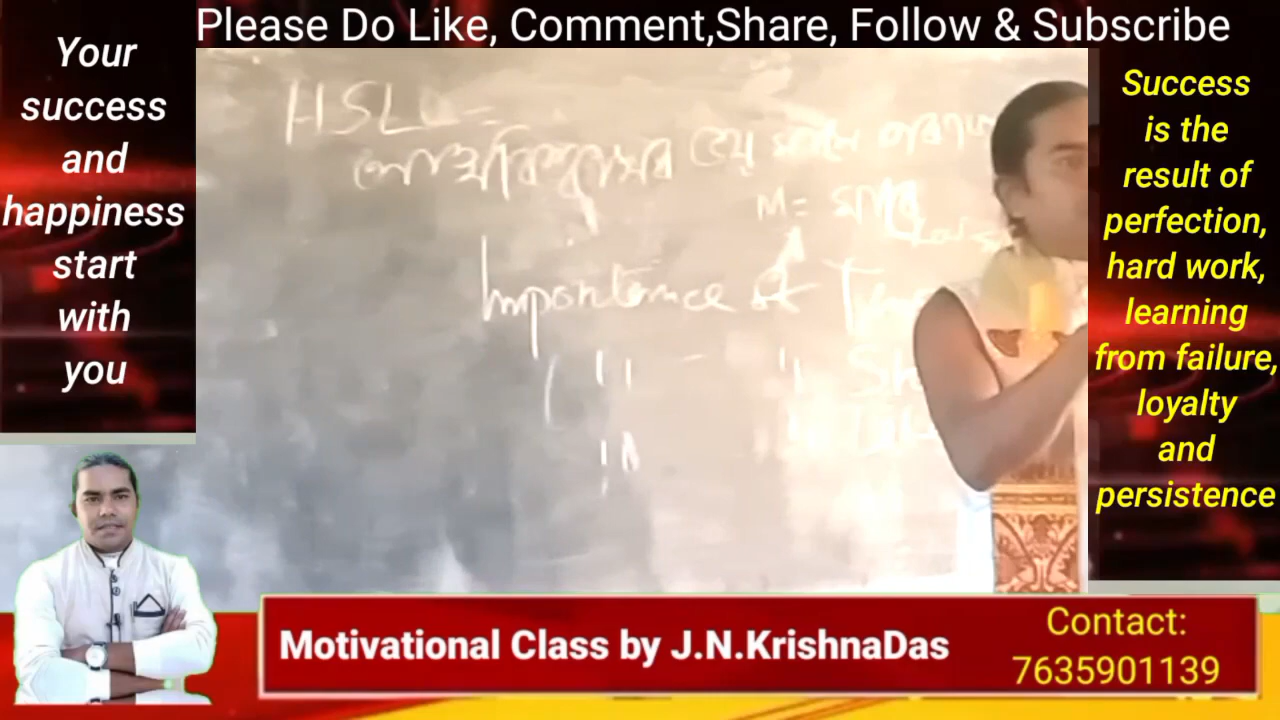 Please Do Like, Comment,Share, Follow & Subscribe
Your
success
and
happiness
start
with
you
HSLC
M=
Importance of
Success
is the
result of
perfection,
hard work,
learning
from failure,
loyalty
and
persistence
Motivational Class by J.N.KrishnaDas
Contact:
7635901139